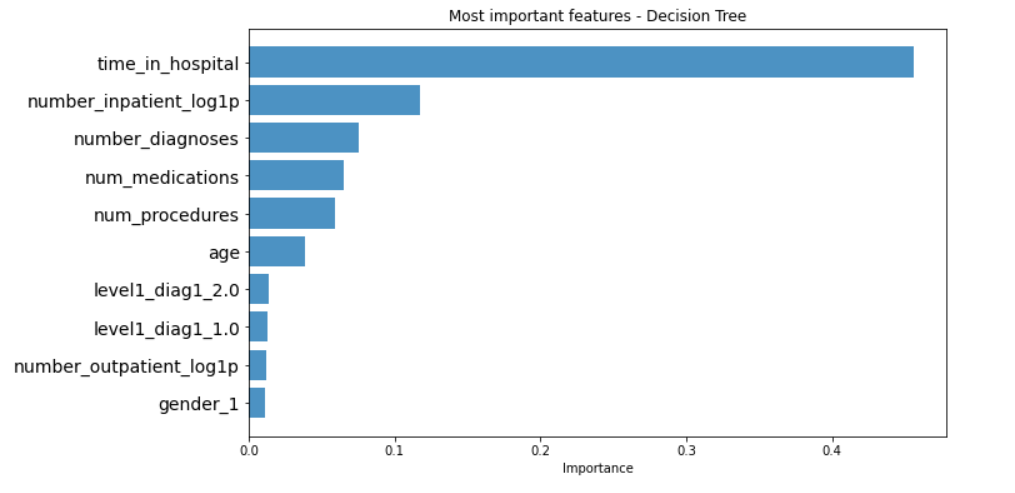 Most important features - Decision Tree
time_in_hospital
number_inpatient_log1p
number_diagnoses
num_medications
num_procedures
age
level1_diag1_2.0
level1_diag1_1.0
number_outpatient_log1p
gender_1
0.0 0.1 0.2 0.3 0.4
Importance